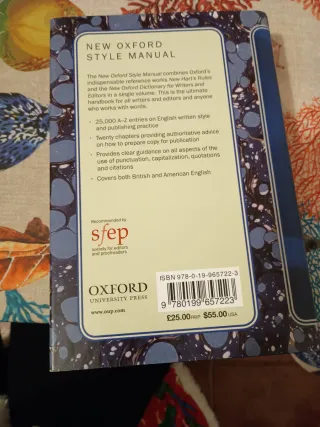 NEW OXFORD
STYLE MANUAL
The New Oxford Style Manual combines Oxford's
indispensable reference works New Hart's Rules
and the New Oxford Dictionary for Writers and
Editors in a single volume. This is the ultimate
handbook for all writers and editors and anyone
who works with words.
· 25,000 A–Z entries on English written style
and publishing practice
· Twenty chapters providing authoritative advice
on how to prepare copy for publication
· Provides clear guidance on all aspects of the
use of punctuation, capitalization, quotations
and citations
· Covers both British and American English
Recommended by
sfep
society for editors
and proofreaders
ISBN 978-0-19-965722-3
OXFORD
UNIVERSITY PRESS
www.oup.com
9 780199 657223
£25.00 RRP $55.00 USA